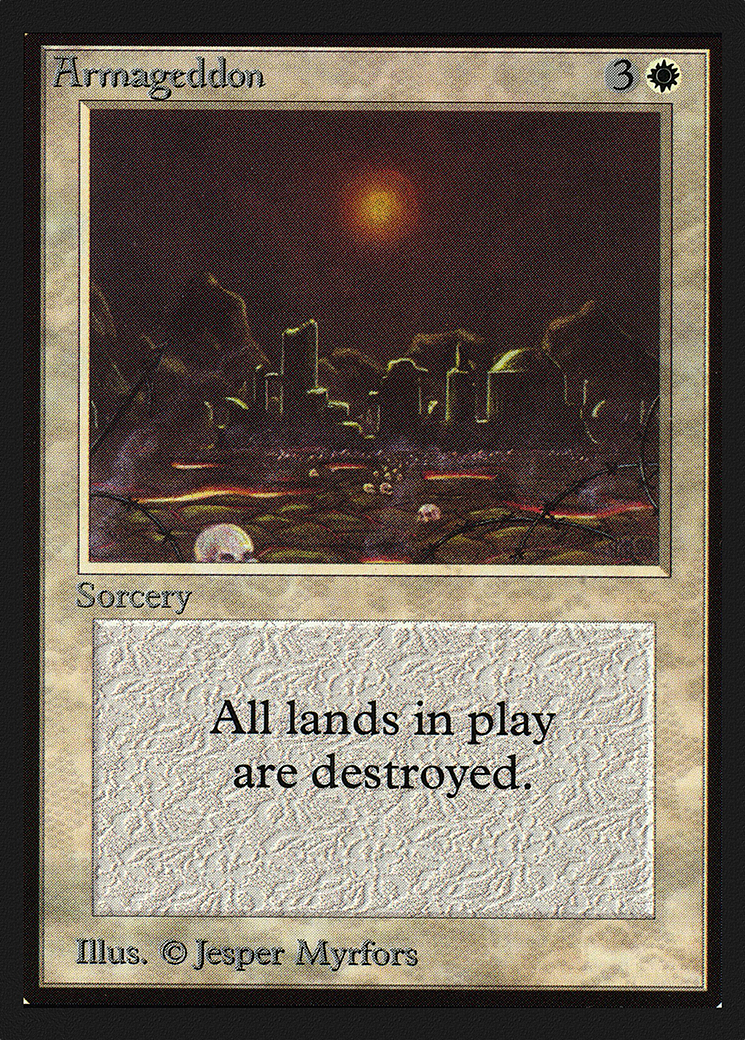 Armageddon 3
Sorcery
All lands in play
are destroyed.
Illus. © Jesper Myrfors